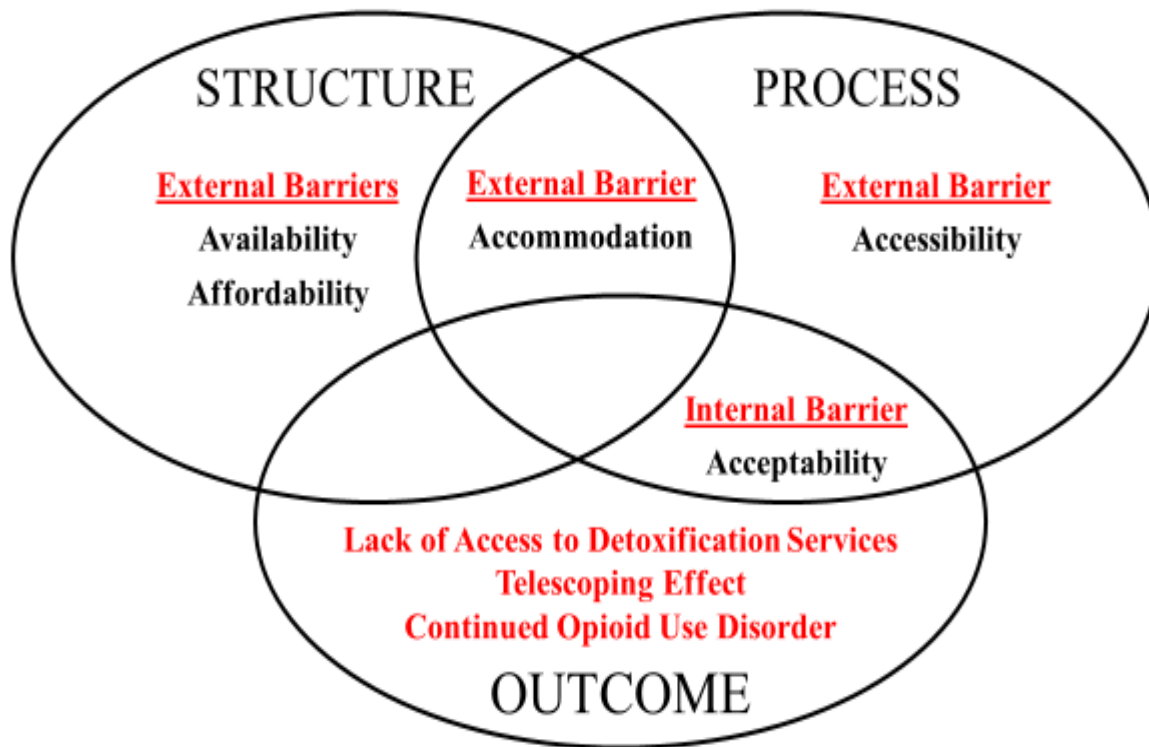 STRUCTURE
External Barriers
Availability
Affordability
External Barrier
Accommodation
PROCESS
External Barrier
Accessibility
Internal Barrier
Acceptability
Lack of Access to Detoxification Services
Telescoping Effect
Continued Opioid Use Disorder
OUTCOME